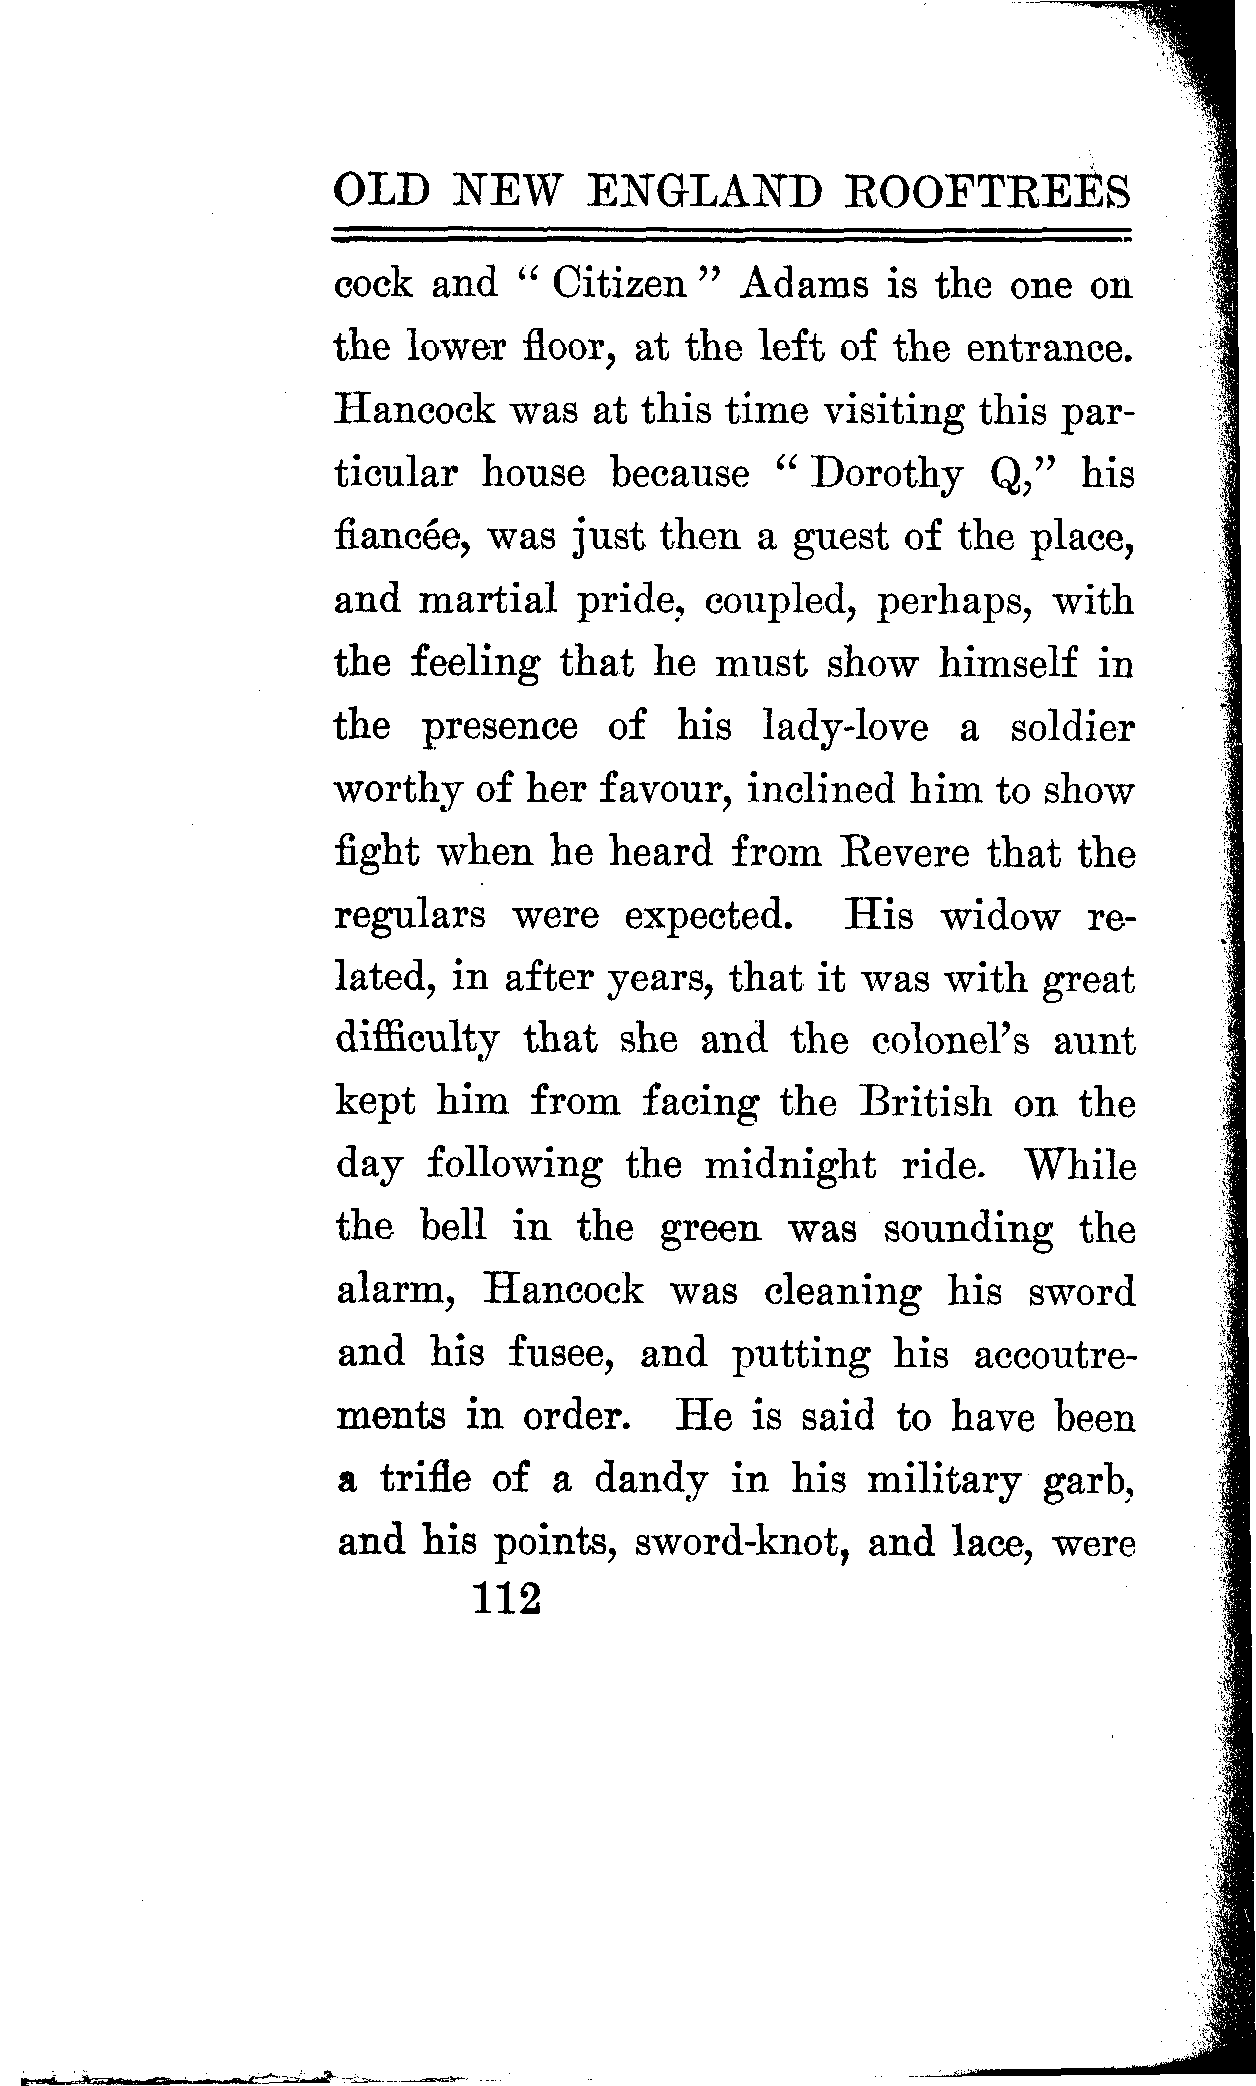 OLD NEW ENGLAND ROOFTREES
cock and " Citizen " Adams is the one on
the lower floor, at the left of the entrance.
Hancock was at this time visiting this par-
ticular house because " Dorothy Q," his
fiancée, was just then a guest of the place,
and martial pride, coupled, perhaps, with
the feeling that he must show himself in
the presence of his lady-love a soldier
worthy of her favour, inclined him to show
fight when he heard from Revere that the
regulars were expected. His widow re-
lated, in after years, that it was with great
difficulty that she and the colonel's aunt
kept him from facing the British on the
day following the midnight ride. While
the bell in the green was sounding the
alarm, Hancock was cleaning his sword
and his fusee, and putting his accoutre-
ments in order. He is said to have been
a trifle of a dandy in his military garb,
and his points, sword-knot, and lace, were
112